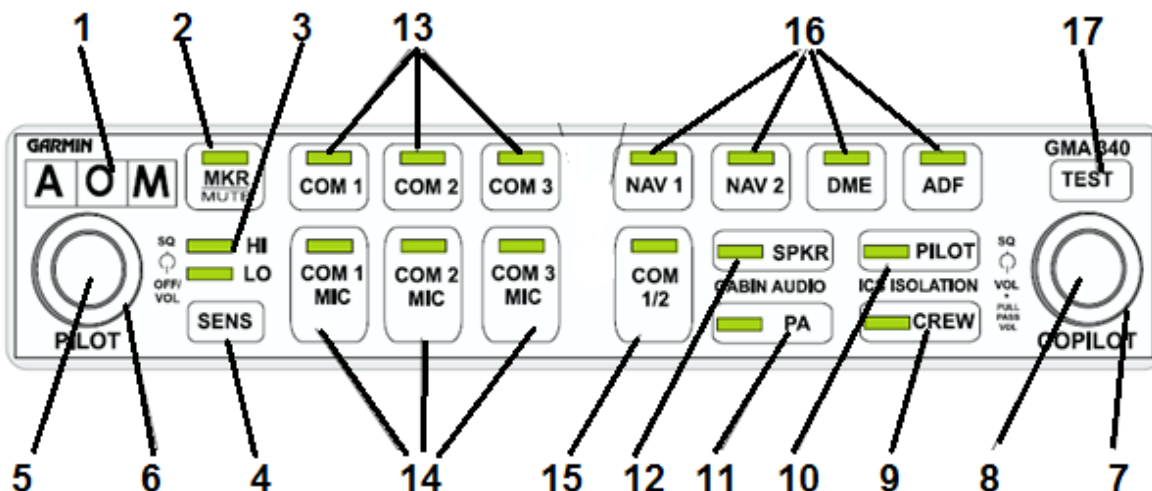 1 2 3 13 16 17
GARMIN GMA 340
A O M MKR MUTE COM 1 COM 2 COM 3 NAV 1 NAV 2 DME ADF TEST
SQ HI COM 1 MIC COM 2 MIC COM 3 MIC COM 1/2 SPKR PILOT SQ
OFF/ VOL LO CABIN AUDIO ICS ISOLATION VOL • PULL PASS VOL
PILOT SENS PA CREW COPILOT
5 6 4 14 15 12 11 10 9 8 7